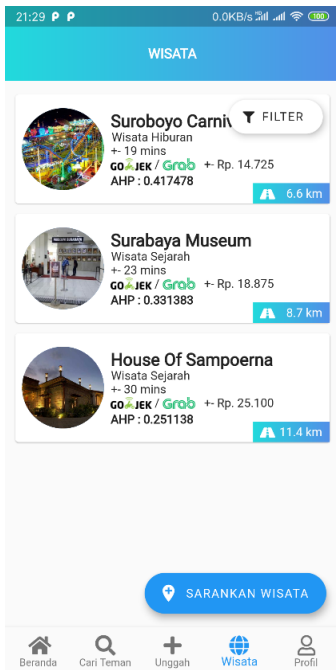 21:29 P P 0.0KB/s 100
WISATA
Suroboyo Carniv
FILTER
Wisata Hiburan
+- 19 mins
GOJEK / Grab +- Rp. 14.725
AHP : 0.417478
6.6 km
Surabaya Museum
Wisata Sejarah
+- 23 mins
GOJEK / Grab +- Rp. 18.875
AHP : 0.331383
8.7 km
House Of Sampoerna
Wisata Sejarah
+- 30 mins
GOJEK / Grab +- Rp. 25.100
AHP : 0.251138
11.4 km
SARANKAN WISATA
Beranda Cari Teman Unggah Wisata Profil